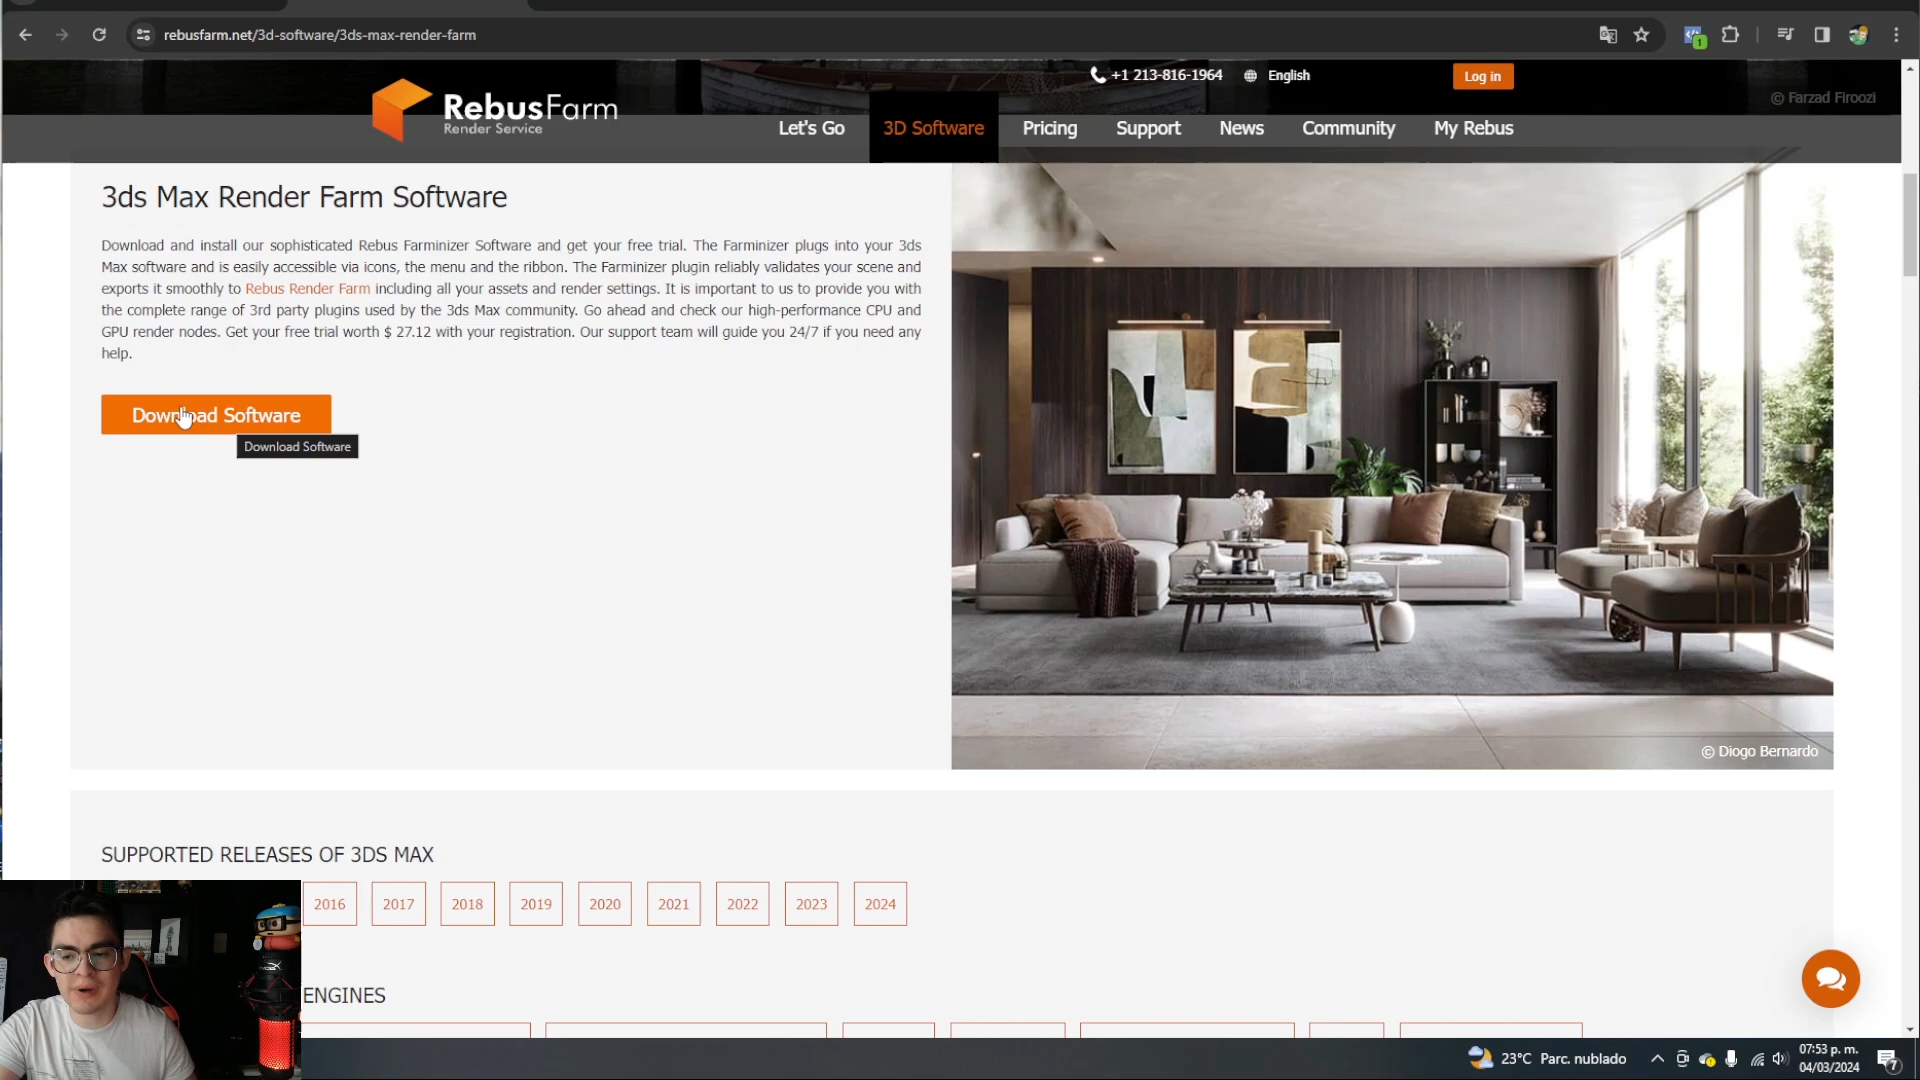 rebusfarm.net/3d-software/3ds-max-render-farm
1
+1 213-816-1964
English
Log in
© Farzad Firoozi
RebusFarm
Render Service
Let's Go
3D Software
Pricing
Support
News
Community
My Rebus
3ds Max Render Farm Software
Download and install our sophisticated Rebus Farminizer Software and get your free trial. The Farminizer plugs into your 3ds
Max software and is easily accessible via icons, the menu and the ribbon. The Farminizer plugin reliably validates your scene and
exports it smoothly to Rebus Render Farm including all your assets and render settings. It is important to us to provide you with
the complete range of 3rd party plugins used by the 3ds Max community. Go ahead and check our high-performance CPU and
GPU render nodes. Get your free trial worth $ 27.12 with your registration. Our support team will guide you 24/7 if you need any
help.
Download Software
Download Software
© Diogo Bernardo
SUPPORTED RELEASES OF 3DS MAX
2016
2017
2018
2019
2020
2021
2022
2023
2024
ENGINES
23°C Parc. nublado
07:53 p. m.
04/03/2024
7